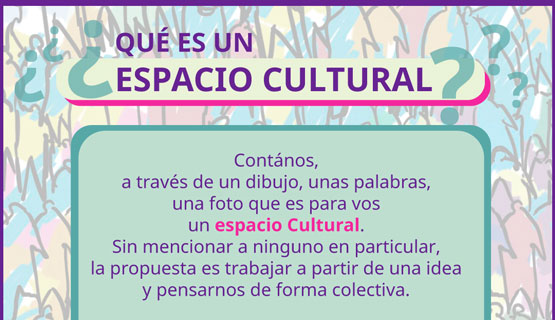 ¿¿¿ QUÉ ES UN
ESPACIO CULTURAL ???
Contános,
a través de un dibujo, unas palabras,
una foto que es para vos
un espacio Cultural.
Sin mencionar a ninguno en particular,
la propuesta es trabajar a partir de una idea
y pensarnos de forma colectiva.